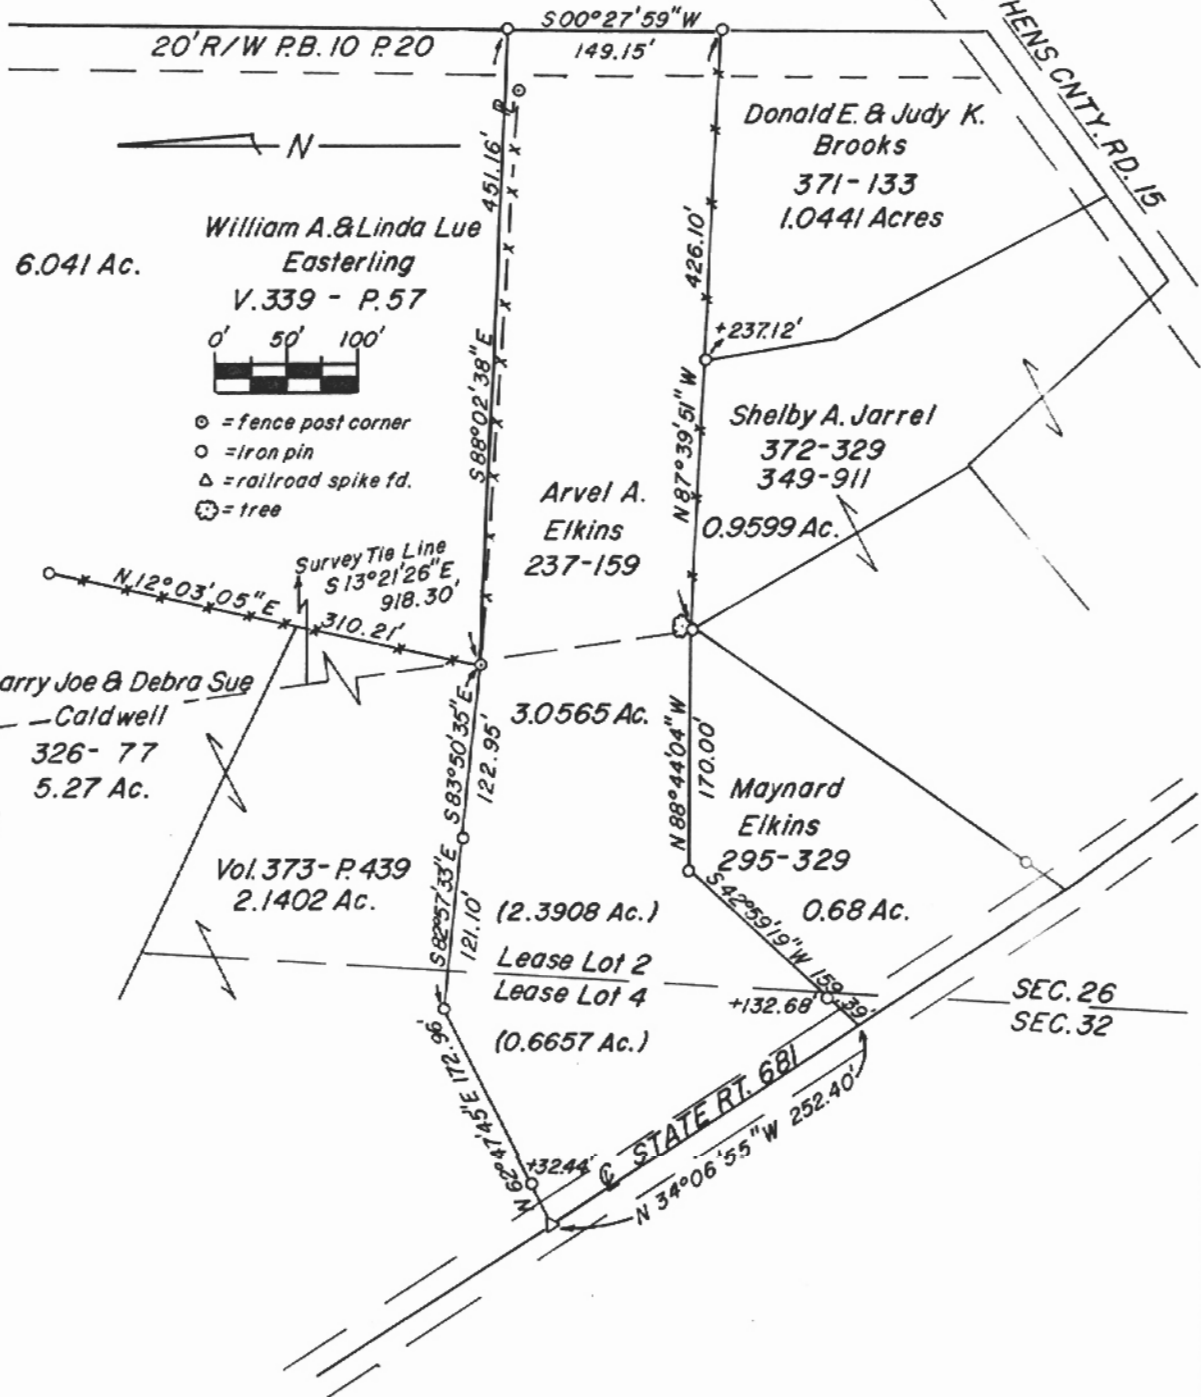 S00°27'59"W
149.15'
20' R/W P.B. 10 P. 20
HENS CNTY. RD. 15
N
451.16'
Donald E. & Judy K.
Brooks
371-133
1.0441 Acres
William A. & Linda Lue
Easterling
V. 339 - P. 57
6.041 Ac.
426.10'
+237.12'
0' 50' 100'
= fence post corner
= iron pin
= railroad spike fd.
= tree
S88°02'38"E
N 87°39'51"W
Shelby A. Jarrel
372-329
349-911
0.9599 Ac.
Arvel A.
Elkins
237-159
Survey Tie Line
S 13°21'26"E
918.30'
N 12°03'05"E
310.21'
arry Joe & Debra Sue
Caldwell
326- 77
5.27 Ac.
S83°50'35"E
122.95'
3.0565 Ac.
N 88°44'04"W
170.00'
Maynard
Elkins
295-329
0.68 Ac.
Vol. 373-P. 439
2.1402 Ac.
S82°57'33"E
121.10'
(2.3908 Ac.)
S 42°59'19"W 159.39'
Lease Lot 2
Lease Lot 4
+132.68'
SEC. 26
SEC. 32
(0.6657 Ac.)
N 62°47'45"E 172.96'
+32.44'
℄ STATE RT. 681
N 34°06'55"W 252.40'